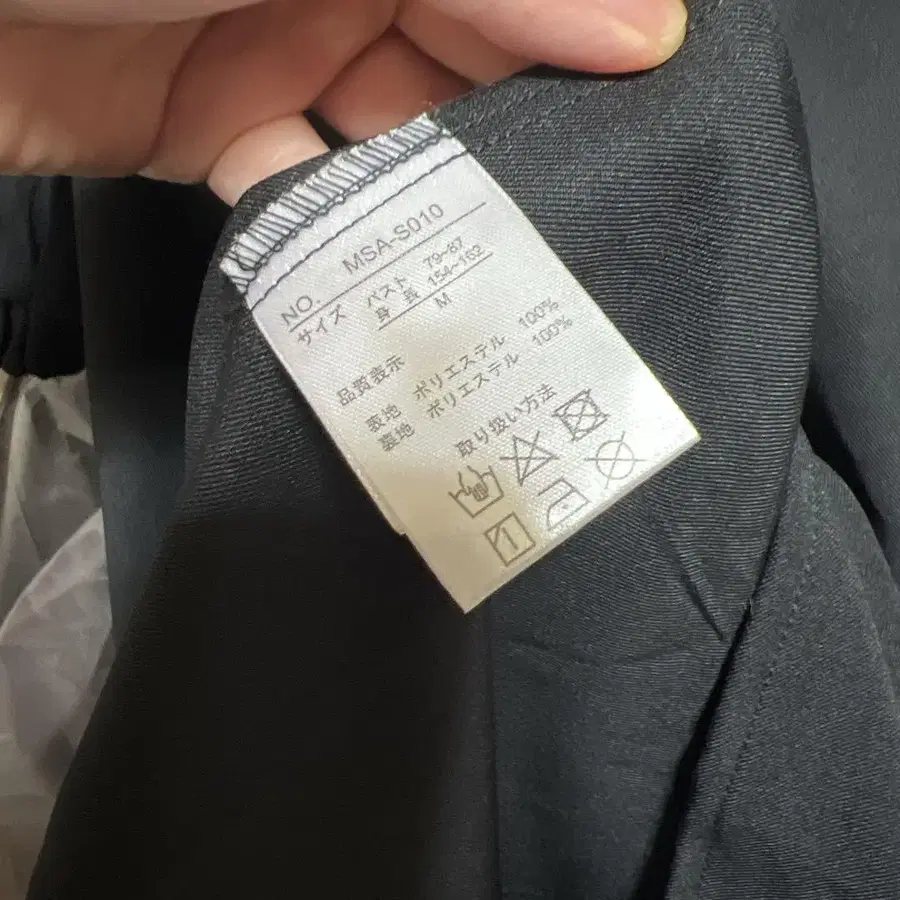 NO. MSA-S010
サイズ バスト 79~87
身長 154~162
M
品質表示
表地 ポリエステル 100%
裏地 ポリエステル 100%
取り扱い方法
1